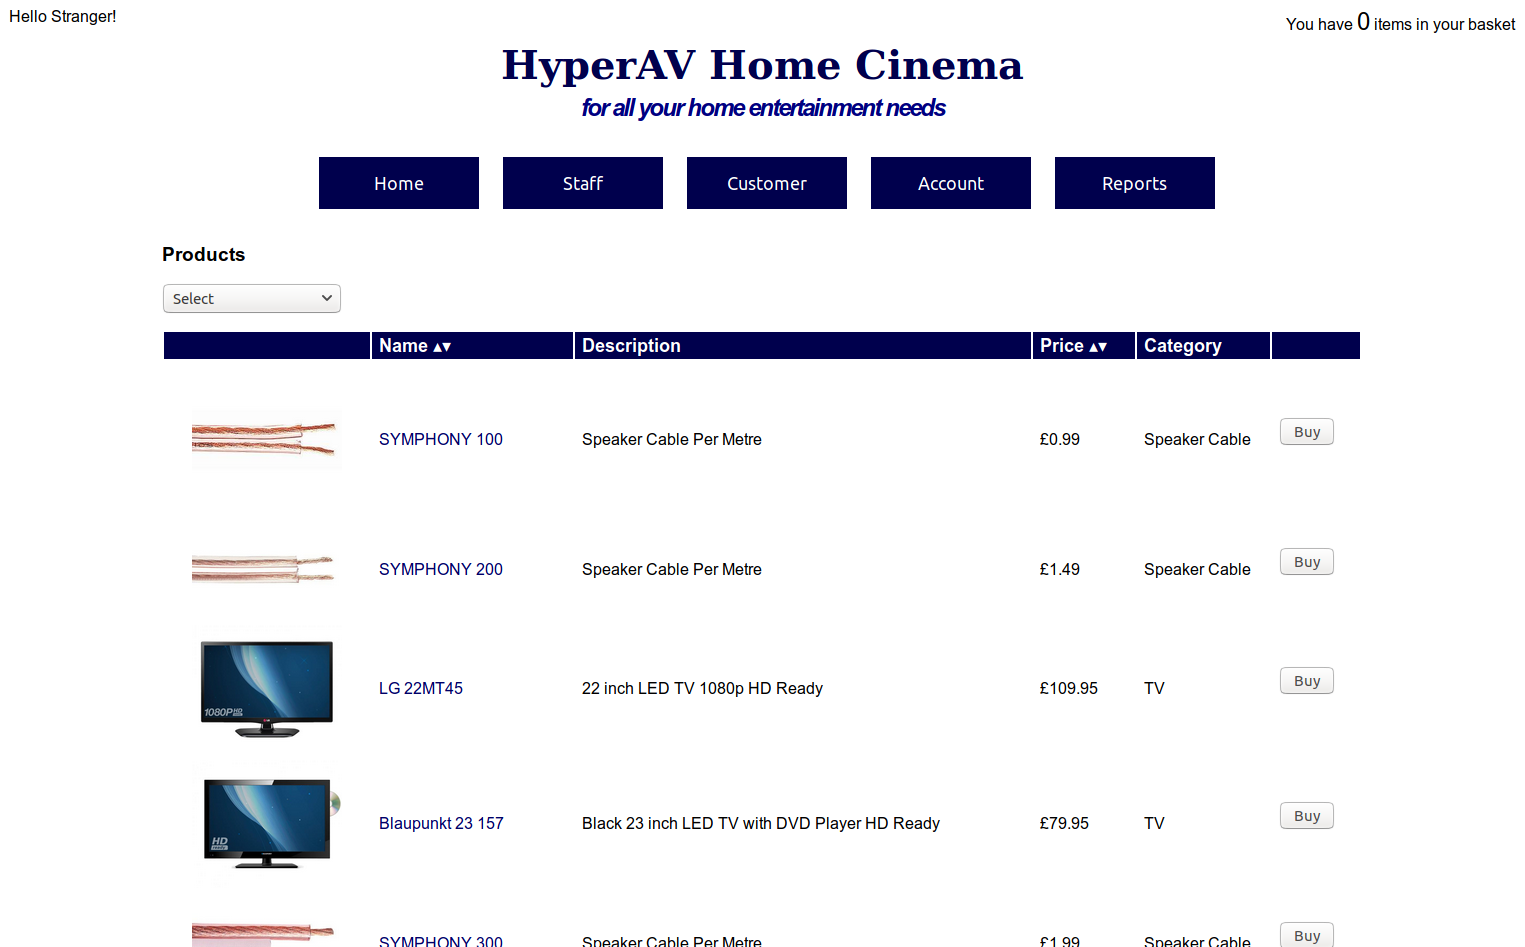 Hello Stranger!
You have 0 items in your basket
HyperAV Home Cinema
for all your home entertainment needs
Home Staff Customer Account Reports
Products
Select
Name ▲▼ Description Price ▲▼ Category
SYMPHONY 100 Speaker Cable Per Metre £0.99 Speaker Cable Buy
SYMPHONY 200 Speaker Cable Per Metre £1.49 Speaker Cable Buy
1080P HD
LG 22MT45 22 inch LED TV 1080p HD Ready £109.95 TV Buy
HD
Blaupunkt 23 157 Black 23 inch LED TV with DVD Player HD Ready £79.95 TV Buy
SYMPHONY 300 Speaker Cable Per Metre £1.99 Speaker Cable Buy